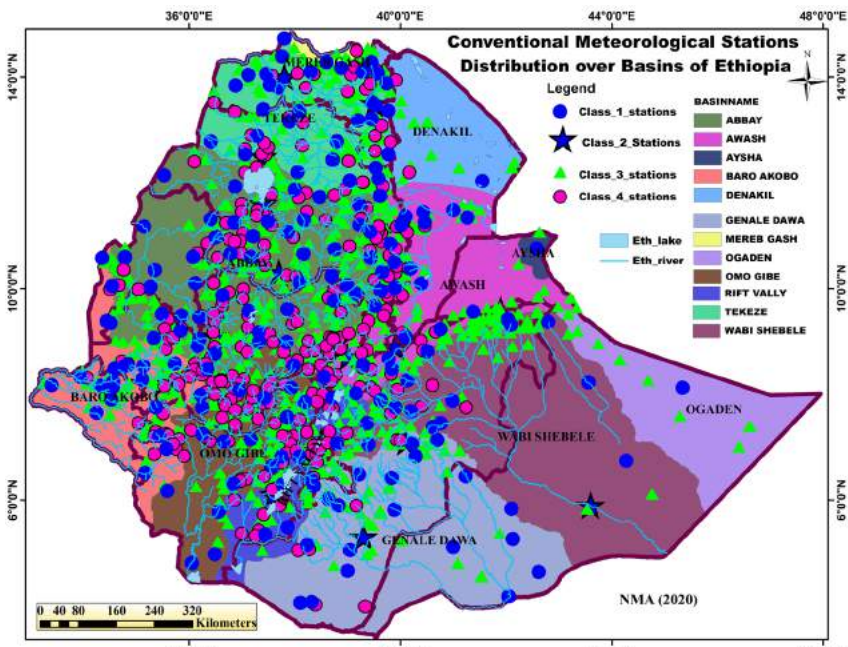 36°0'0"E 40°0'0"E 44°0'0"E 48°0'0"E
Conventional Meteorological Stations
Distribution over Basins of Ethiopia
N
14°0'0"N
10°0'0"N
6°0'0"N
Legend
Class_1_stations
Class_2_Stations
Class_3_stations
Class_4_stations
Eth_lake
Eth_river
BASINNAME
ABBAY
AWASH
AYSHA
BARO AKOBO
DENAKIL
GENALE DAWA
MEREB GASH
OGADEN
OMO GIBE
RIFT VALLY
TEKEZE
WABI SHEBELE
MEREB GASH
TEKEZE
DENAKIL
ABBAY
AYSHA
AWASH
BARO AKOBO
OMO GIBE
WABI SHEBELE
OGADEN
GENALE DAWA
NMA (2020)
0 40 80 160 240 320
Kilometers